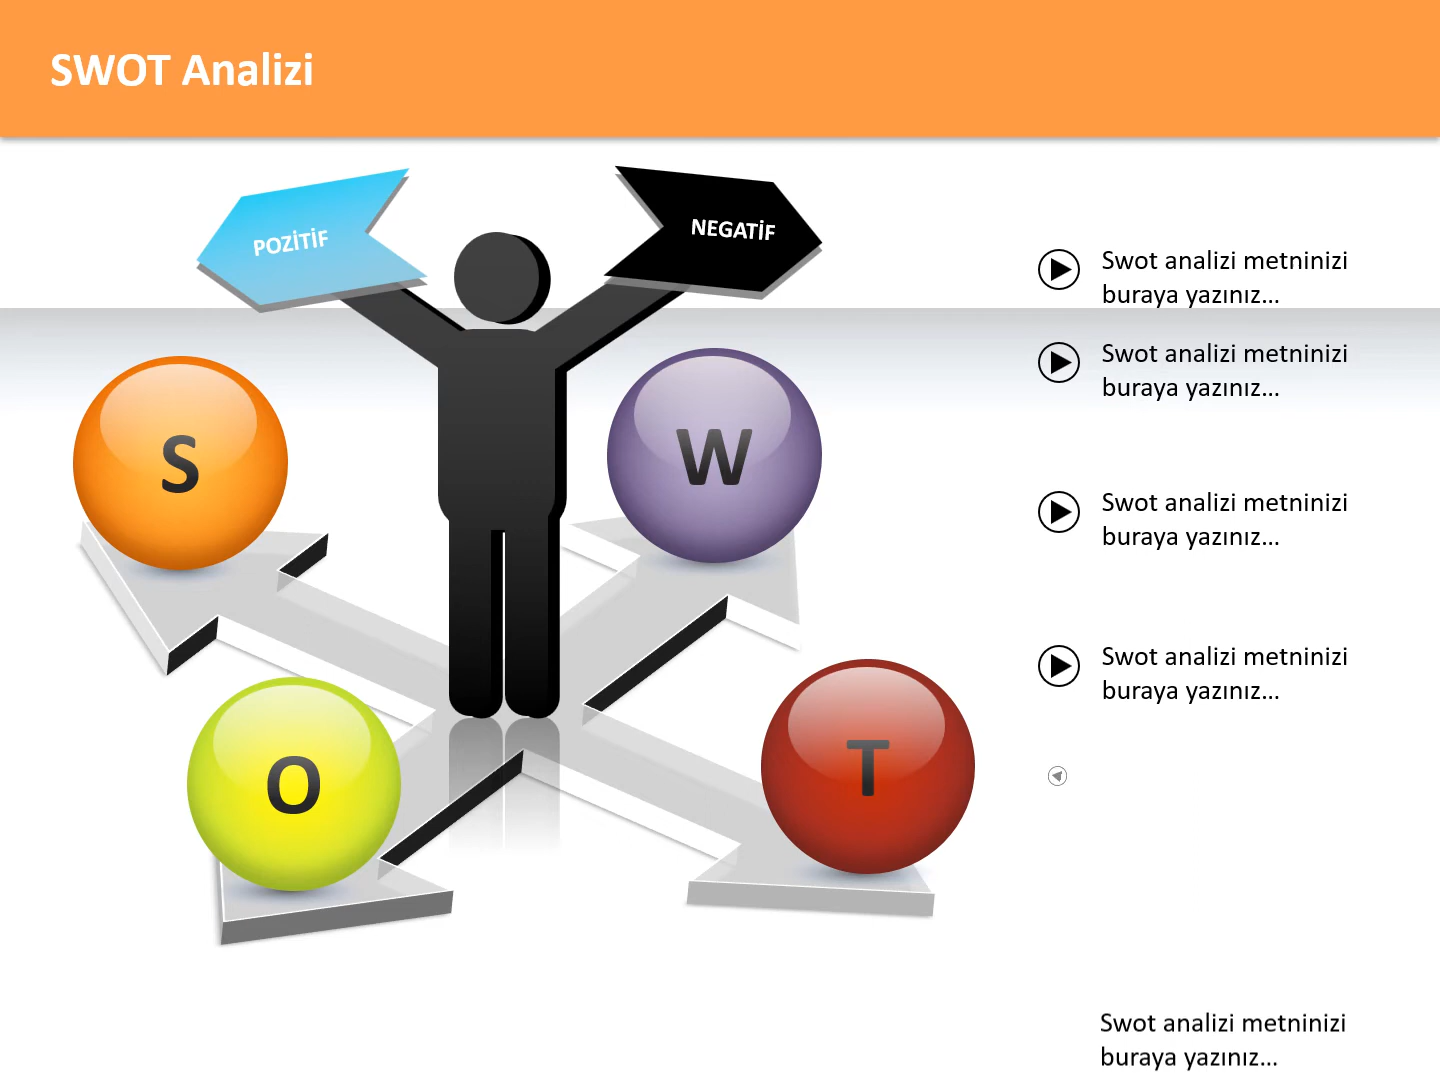 SWOT Analizi
POZİTİF
NEGATİF
S
W
O
T
Swot analizi metninizi
buraya yazınız...
Swot analizi metninizi
buraya yazınız...
Swot analizi metninizi
buraya yazınız...
Swot analizi metninizi
buraya yazınız...
Swot analizi metninizi
buraya yazınız...